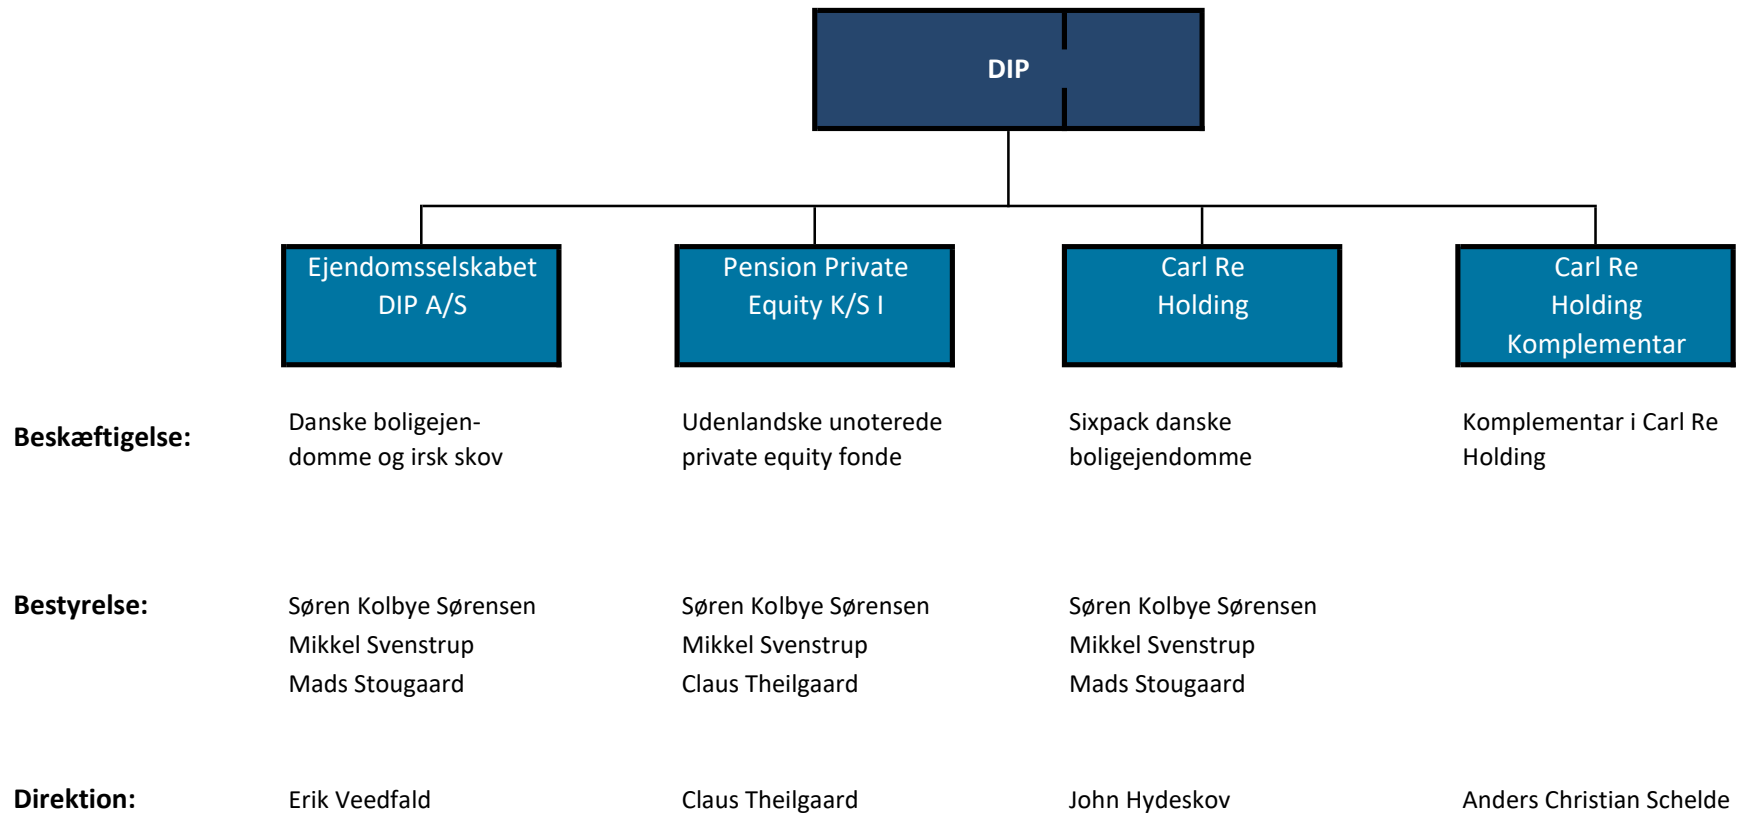 DIP
Ejendomsselskabet
DIP A/S
Pension Private
Equity K/S I
Carl Re
Holding
Carl Re
Holding
Komplementar
Beskæftigelse:
Danske boligejen-
domme og irsk skov
Udenlandske unoterede
private equity fonde
Sixpack danske
boligejendomme
Komplementar i Carl Re
Holding
Bestyrelse:
Søren Kolbye Sørensen
Mikkel Svenstrup
Mads Stougaard
Søren Kolbye Sørensen
Mikkel Svenstrup
Claus Theilgaard
Søren Kolbye Sørensen
Mikkel Svenstrup
Mads Stougaard
Direktion:
Erik Veedfald
Claus Theilgaard
John Hydeskov
Anders Christian Schelde